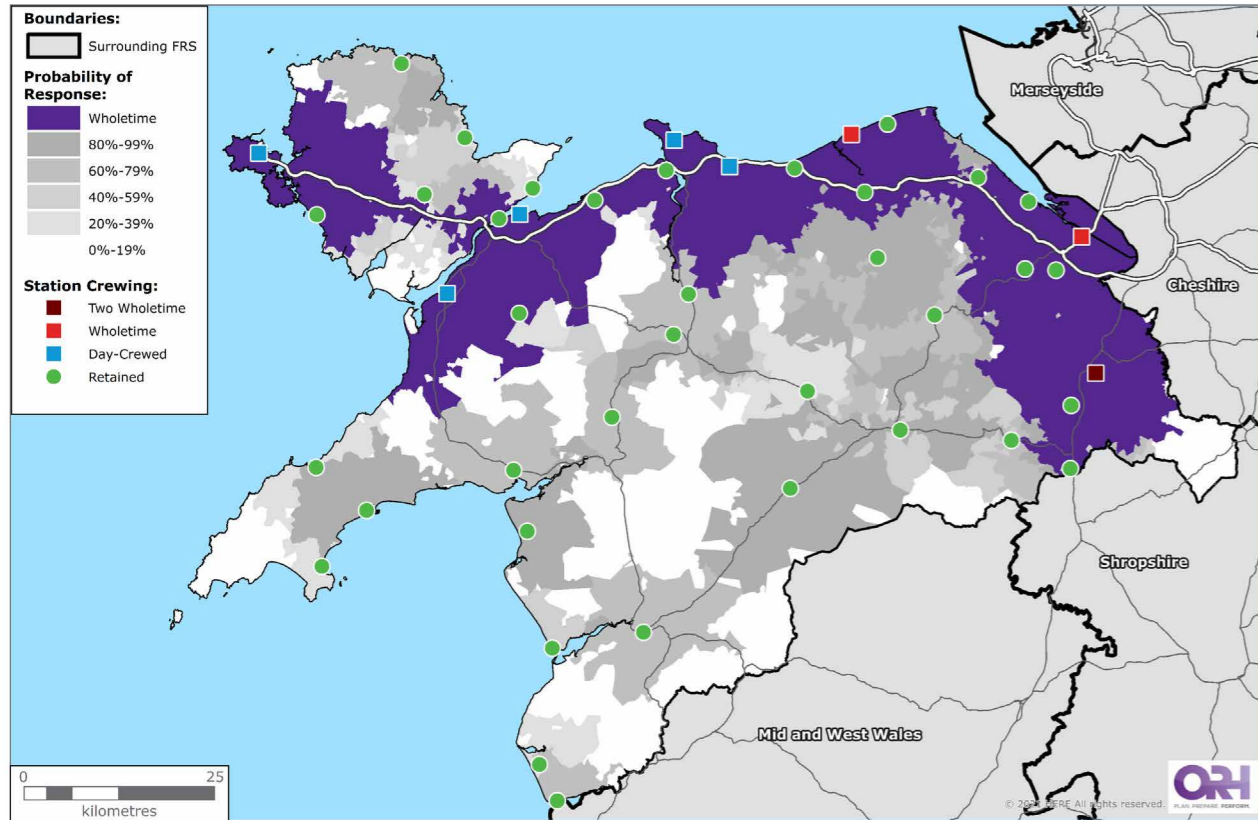 Boundaries:
Surrounding FRS
Probability of
Response:
Wholetime
80%-99%
60%-79%
40%-59%
20%-39%
0%-19%
Station Crewing:
Two Wholetime
Wholetime
Day-Crewed
Retained
Merseyside
Cheshire
Shropshire
Mid and West Wales
0 25
kilometres
HERE All rights reserved.
ORH
PLAN. PREPARE. PERFORM.